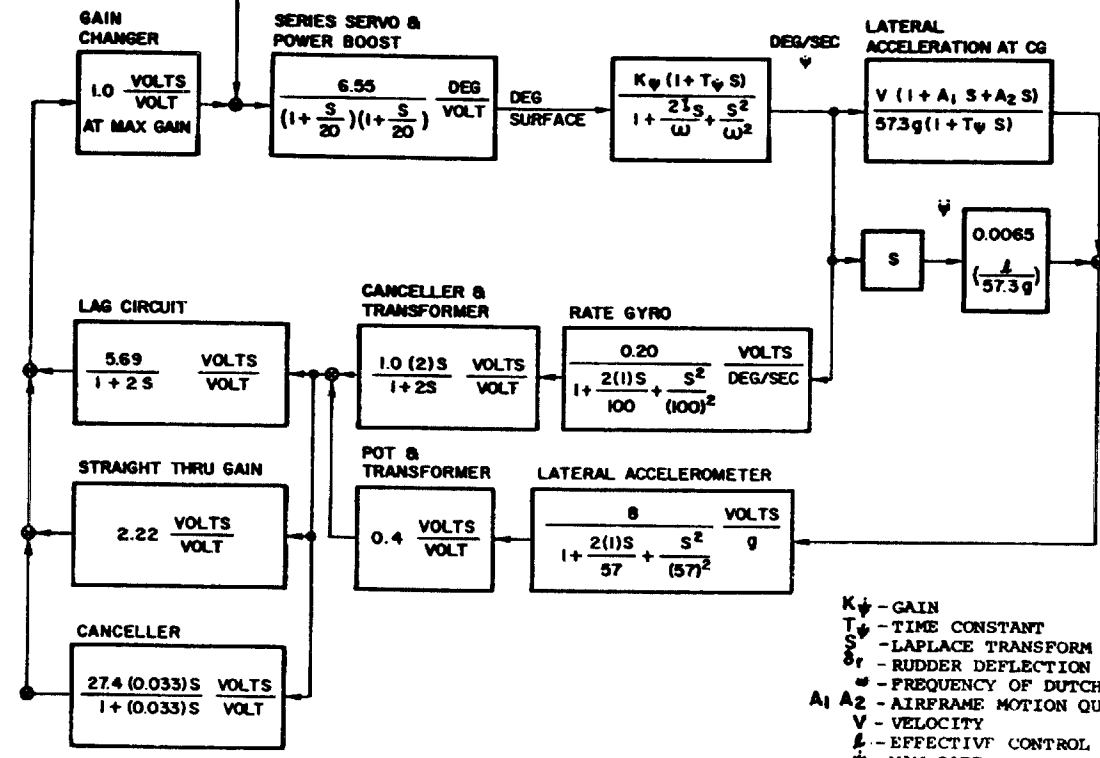 GAIN
CHANGER
1.0 VOLTS
VOLT
AT MAX GAIN
SERIES SERVO &
POWER BOOST
6.55
(1 + S/20)(1 + S/20)
DEG
VOLT
DEG
SURFACE
Kψ̇ (1 + Tψ̇ S)
1 + 2ζS/ω + S²/ω²
DEG/SEC
ψ̇
LATERAL
ACCELERATION AT CG
V (1 + A₁ S + A₂ S)
57.3g (1 + Tψ̇ S)
S
ψ̈
0.0065
(ℓ/57.3g)
LAG CIRCUIT
5.69
1 + 2S
VOLTS
VOLT
CANCELLER &
TRANSFORMER
1.0 (2) S
1 + 2S
VOLTS
VOLT
RATE GYRO
0.20
1 + 2(1)S/100 + S²/(100)²
VOLTS
DEG/SEC
STRAIGHT THRU GAIN
2.22 VOLTS
VOLT
POT &
TRANSFORMER
0.4 VOLTS
VOLT
LATERAL ACCELEROMETER
8
1 + 2(1)S/57 + S²/(57)²
VOLTS
g
CANCELLER
27.4 (0.033) S
1 + (0.033) S
VOLTS
VOLT
Kψ̇ - GAIN
Tψ̇ - TIME CONSTANT
S - LAPLACE TRANSFORM
δr - RUDDER DEFLECTION
ω - FREQUENCY OF DUTCH
A₁ A₂ - AIRFRAME MOTION QU
V - VELOCITY
ℓ - EFFECTIVE CONTROL